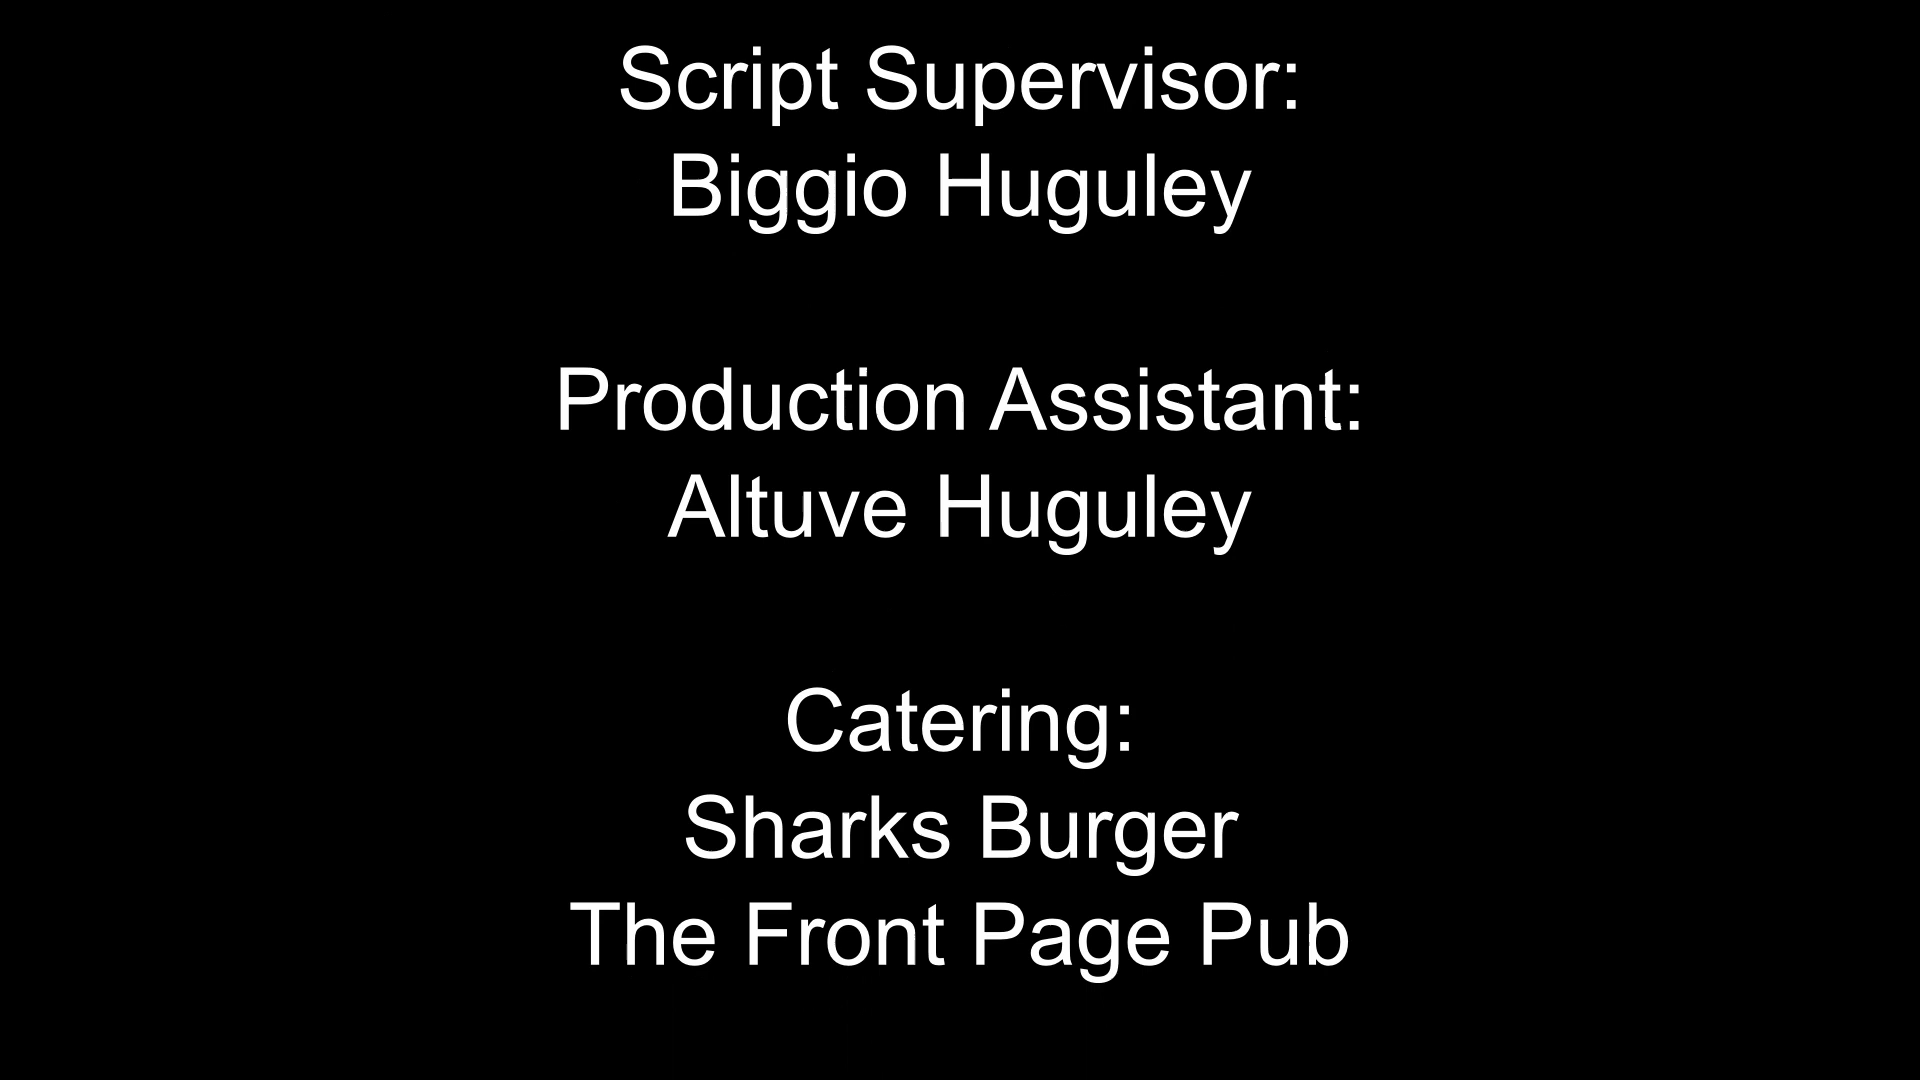 Script Supervisor:
Biggio Huguley
Production Assistant:
Altuve Huguley
Catering:
Sharks Burger
The Front Page Pub